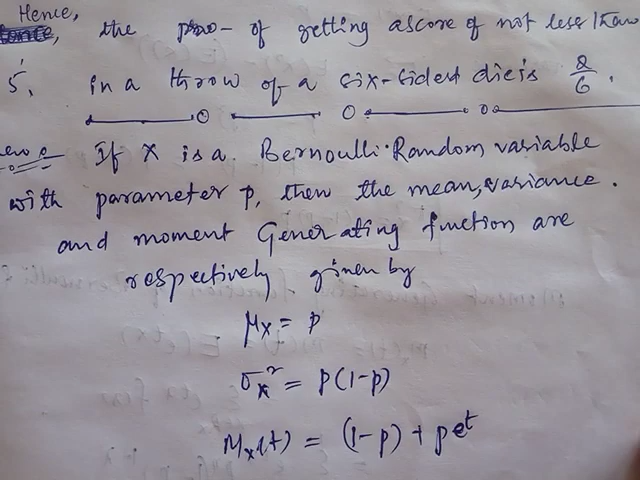 Hence,
the pro- of getting a score of not less than
5, in a throw of a six-sided die is 2/6.
If X is a Bernoulli Random variable
with parameter p, then the mean, variance.
and moment Generating function are
respectively given by
μx = p
σx² = p(1-p)
Mx(t) = (1-p) + pe^t